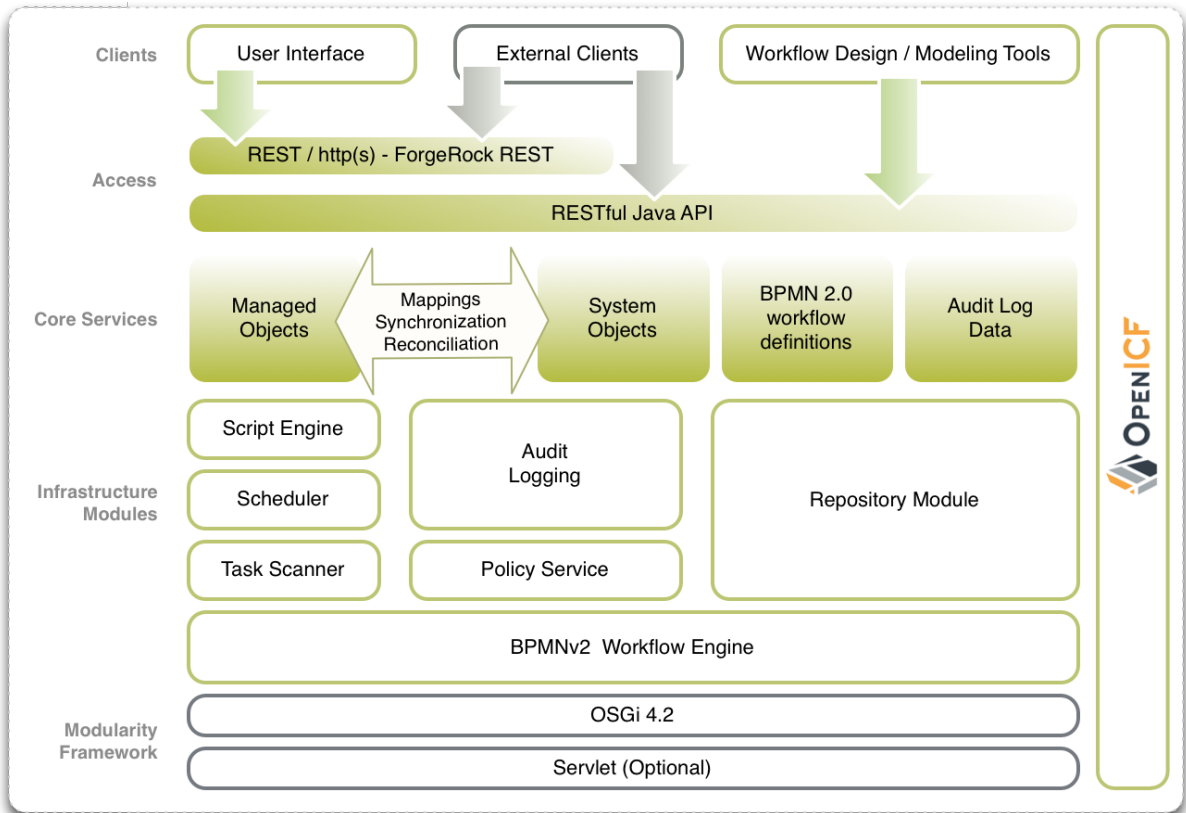 Clients
User Interface
External Clients
Workflow Design / Modeling Tools
REST / http(s) - ForgeRock REST
Access
RESTful Java API
Core Services
Managed
Objects
Mappings
Synchronization
Reconciliation
System
Objects
BPMN 2.0
workflow
definitions
Audit Log
Data
Infrastructure
Modules
Script Engine
Scheduler
Task Scanner
Audit
Logging
Policy Service
Repository Module
BPMNv2 Workflow Engine
Modularity
Framework
OSGi 4.2
Servlet (Optional)
OPENICF